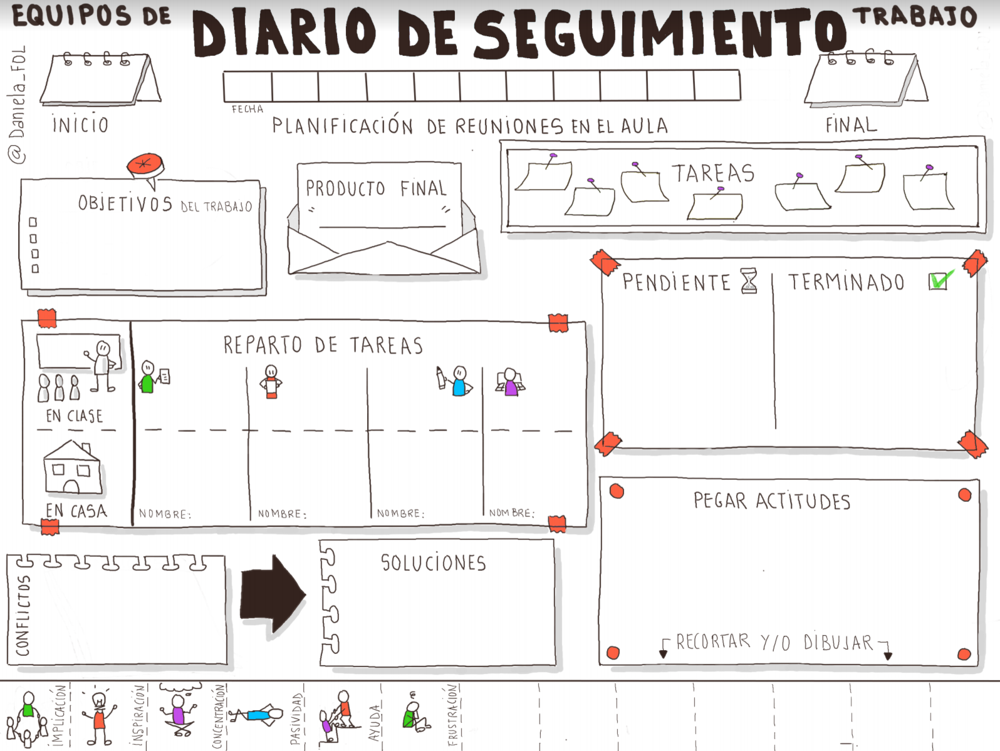 EQUIPOS DE
DIARIO DE SEGUIMIENTO
TRABAJO
@Daniela_FOL
INICIO
FECHA
PLANIFICACIÓN DE REUNIONES EN EL AULA
FINAL
OBJETIVOS DEL TRABAJO
PRODUCTO FINAL
TAREAS
PENDIENTE
TERMINADO
REPARTO DE TAREAS
EN CLASE
EN CASA
NOMBRE:
NOMBRE:
NOMBRE:
NOMBRE:
PEGAR ACTITUDES
RECORTAR Y/O DIBUJAR
CONFLICTOS
SOLUCIONES
IMPLICACIÓN
INSPIRACIÓN
CONCENTRACIÓN
PASIVIDAD
AYUDA
FRUSTRACIÓN